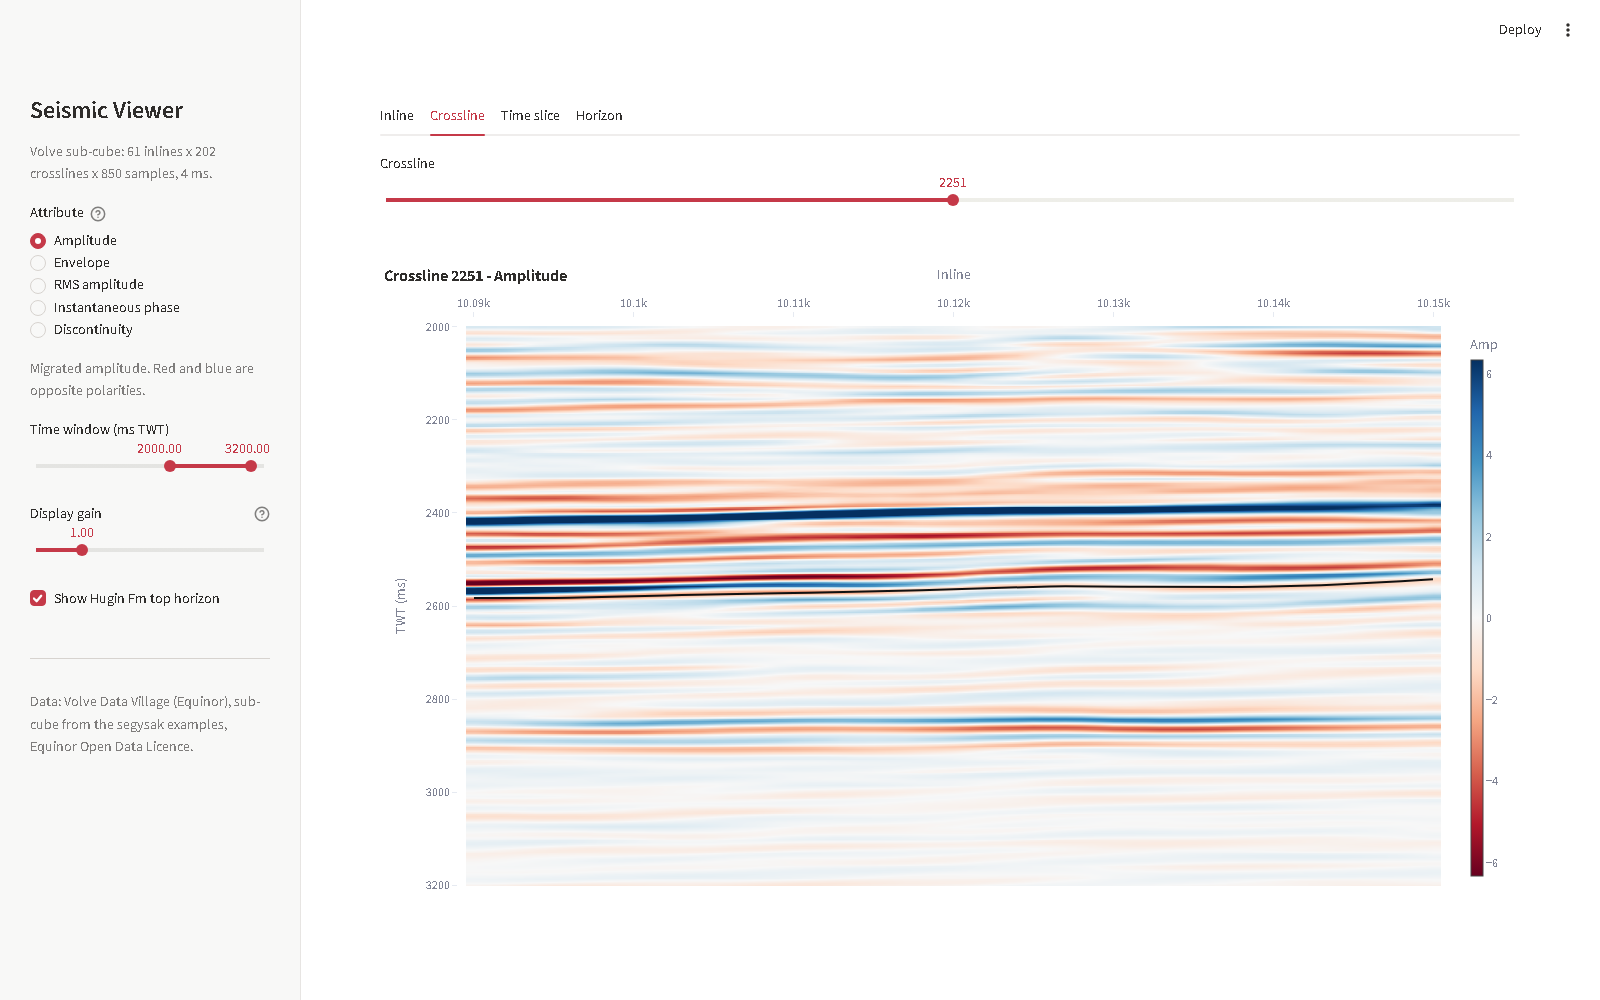 Deploy
Seismic Viewer
Volve sub-cube: 61 inlines x 202
crosslines x 850 samples, 4 ms.
Attribute
Amplitude
Envelope
RMS amplitude
Instantaneous phase
Discontinuity
Migrated amplitude. Red and blue are
opposite polarities.
Time window (ms TWT)
2000.00 3200.00
Display gain
1.00
Show Hugin Fm top horizon
Data: Volve Data Village (Equinor), sub-
cube from the segysak examples,
Equinor Open Data Licence.
Inline Crossline Time slice Horizon
Crossline
2251
Crossline 2251 - Amplitude
Inline
10.09k 10.1k 10.11k 10.12k 10.13k 10.14k 10.15k
TWT (ms)
2000
2200
2400
2600
2800
3000
3200
Amp
6
4
2
0
−2
−4
−6